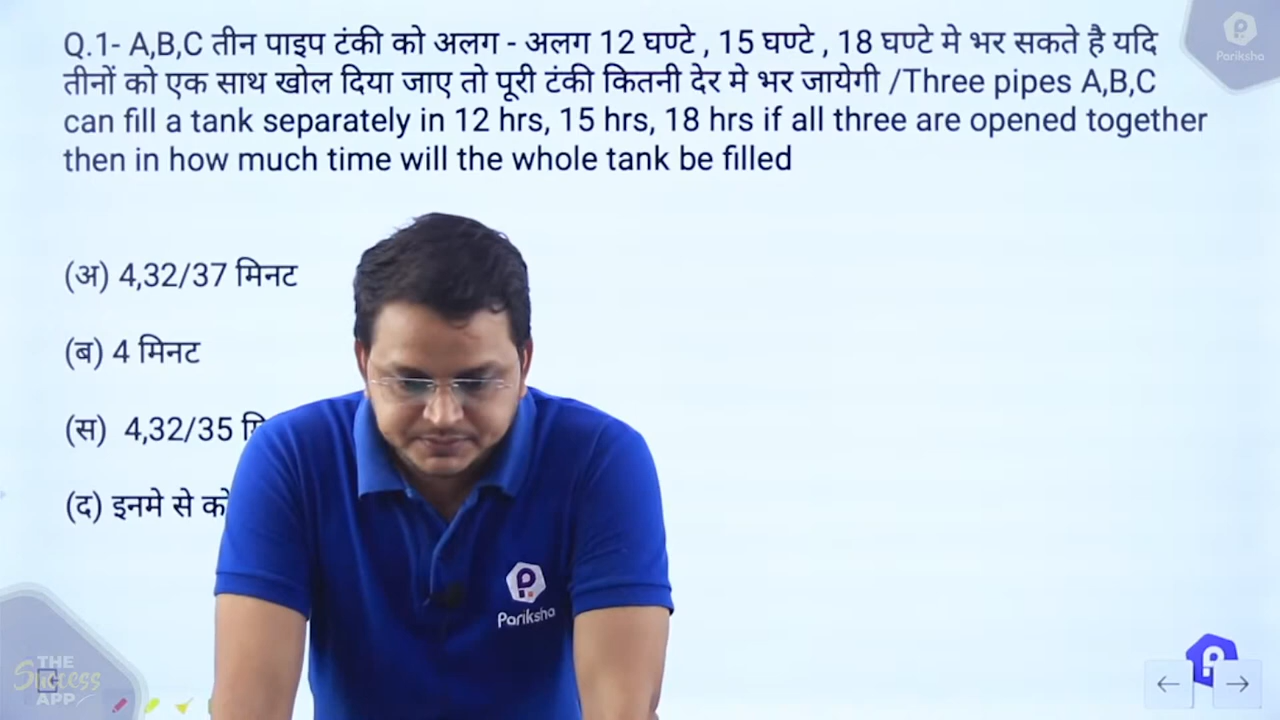 Q.1- A,B,C तीन पाइप टंकी को अलग - अलग 12 घण्टे , 15 घण्टे , 18 घण्टे मे भर सकते है यदि
तीनों को एक साथ खोल दिया जाए तो पूरी टंकी कितनी देर मे भर जायेगी /Three pipes A,B,C
can fill a tank separately in 12 hrs, 15 hrs, 18 hrs if all three are opened together
then in how much time will the whole tank be filled
Pariksha
(अ) 4,32/37 मिनट
(ब) 4 मिनट
(स) 4,32/35
(द) इनमे से
Pariksha
THE
Success
APP